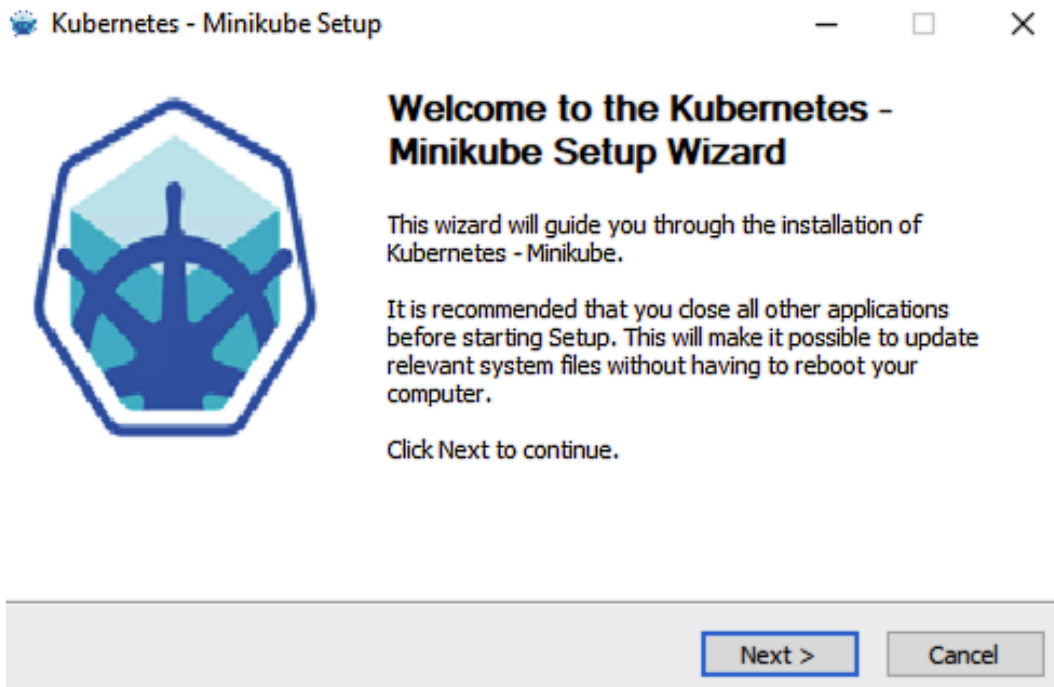 Kubernetes - Minikube Setup
Welcome to the Kubernetes -
Minikube Setup Wizard
This wizard will guide you through the installation of
Kubernetes - Minikube.
It is recommended that you close all other applications
before starting Setup. This will make it possible to update
relevant system files without having to reboot your
computer.
Click Next to continue.
Next >
Cancel